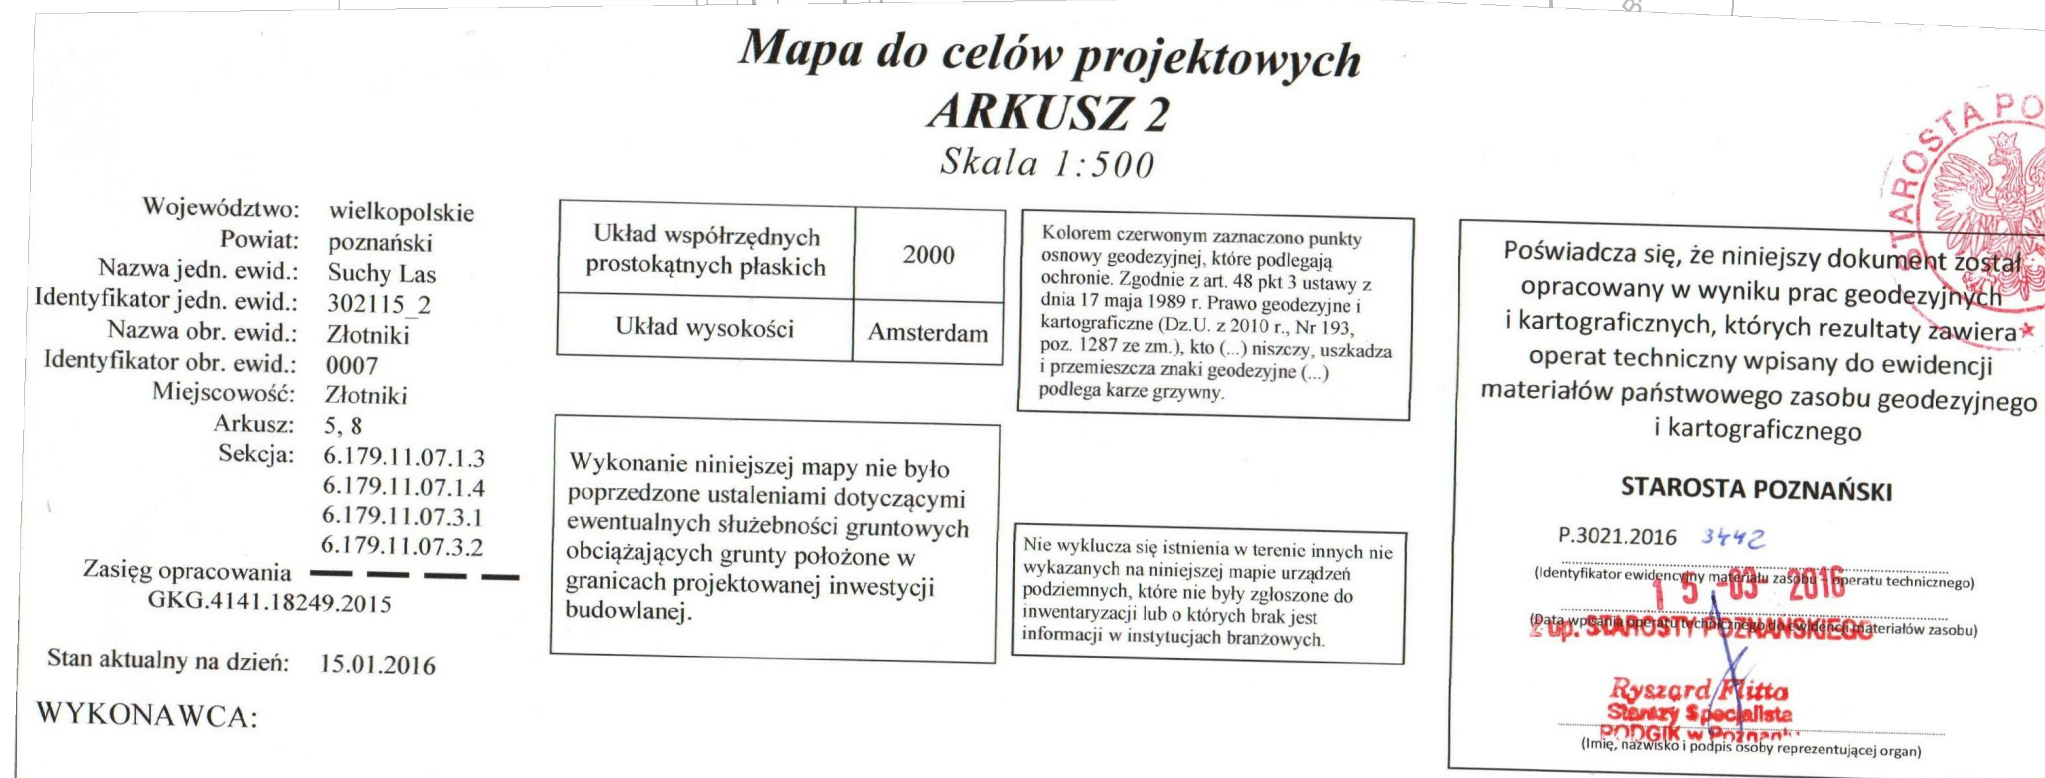 Mapa do celów projektowych
ARKUSZ 2
Skala 1:500
Województwo: wielkopolskie
Powiat: poznański
Nazwa jedn. ewid.: Suchy Las
Identyfikator jedn. ewid.: 302115_2
Nazwa obr. ewid.: Złotniki
Identyfikator obr. ewid.: 0007
Miejscowość: Złotniki
Arkusz: 5, 8
Sekcja: 6.179.11.07.1.3
6.179.11.07.1.4
6.179.11.07.3.1
6.179.11.07.3.2
Zasięg opracowania
GKG.4141.18249.2015
Stan aktualny na dzień: 15.01.2016
WYKONAWCA:
Układ współrzędnych
prostokątnych płaskich
2000
Układ wysokości
Amsterdam
Wykonanie niniejszej mapy nie było
poprzedzone ustaleniami dotyczącymi
ewentualnych służebności gruntowych
obciążających grunty położone w
granicach projektowanej inwestycji
budowlanej.
Kolorem czerwonym zaznaczono punkty
osnowy geodezyjnej, które podlegają
ochronie. Zgodnie z art. 48 pkt 3 ustawy z
dnia 17 maja 1989 r. Prawo geodezyjne i
kartograficzne (Dz.U. z 2010 r., Nr 193,
poz. 1287 ze zm.), kto (...) niszczy, uszkadza
i przemieszcza znaki geodezyjne (...)
podlega karze grzywny.
Nie wyklucza się istnienia w terenie innych nie
wykazanych na niniejszej mapie urządzeń
podziemnych, które nie były zgłoszone do
inwentaryzacji lub o których brak jest
informacji w instytucjach branżowych.
STAROSTA PO
Poświadcza się, że niniejszy dokument został
opracowany w wyniku prac geodezyjnych
i kartograficznych, których rezultaty zawiera
operat techniczny wpisany do ewidencji
materiałów państwowego zasobu geodezyjnego
i kartograficznego
STAROSTA POZNAŃSKI
P.3021.2016 3442
(Identyfikator ewidencyjny materiału zasobu – operatu technicznego)
15 -03 2016
(Data wpisania operatu technicznego do ewidencji materiałów zasobu)
z up. STAROSTY POZNAŃSKIEGO
Ryszard Flitta
Starszy Specjalista
PODGIK w Poznaniu
(Imię, nazwisko i podpis osoby reprezentującej organ)